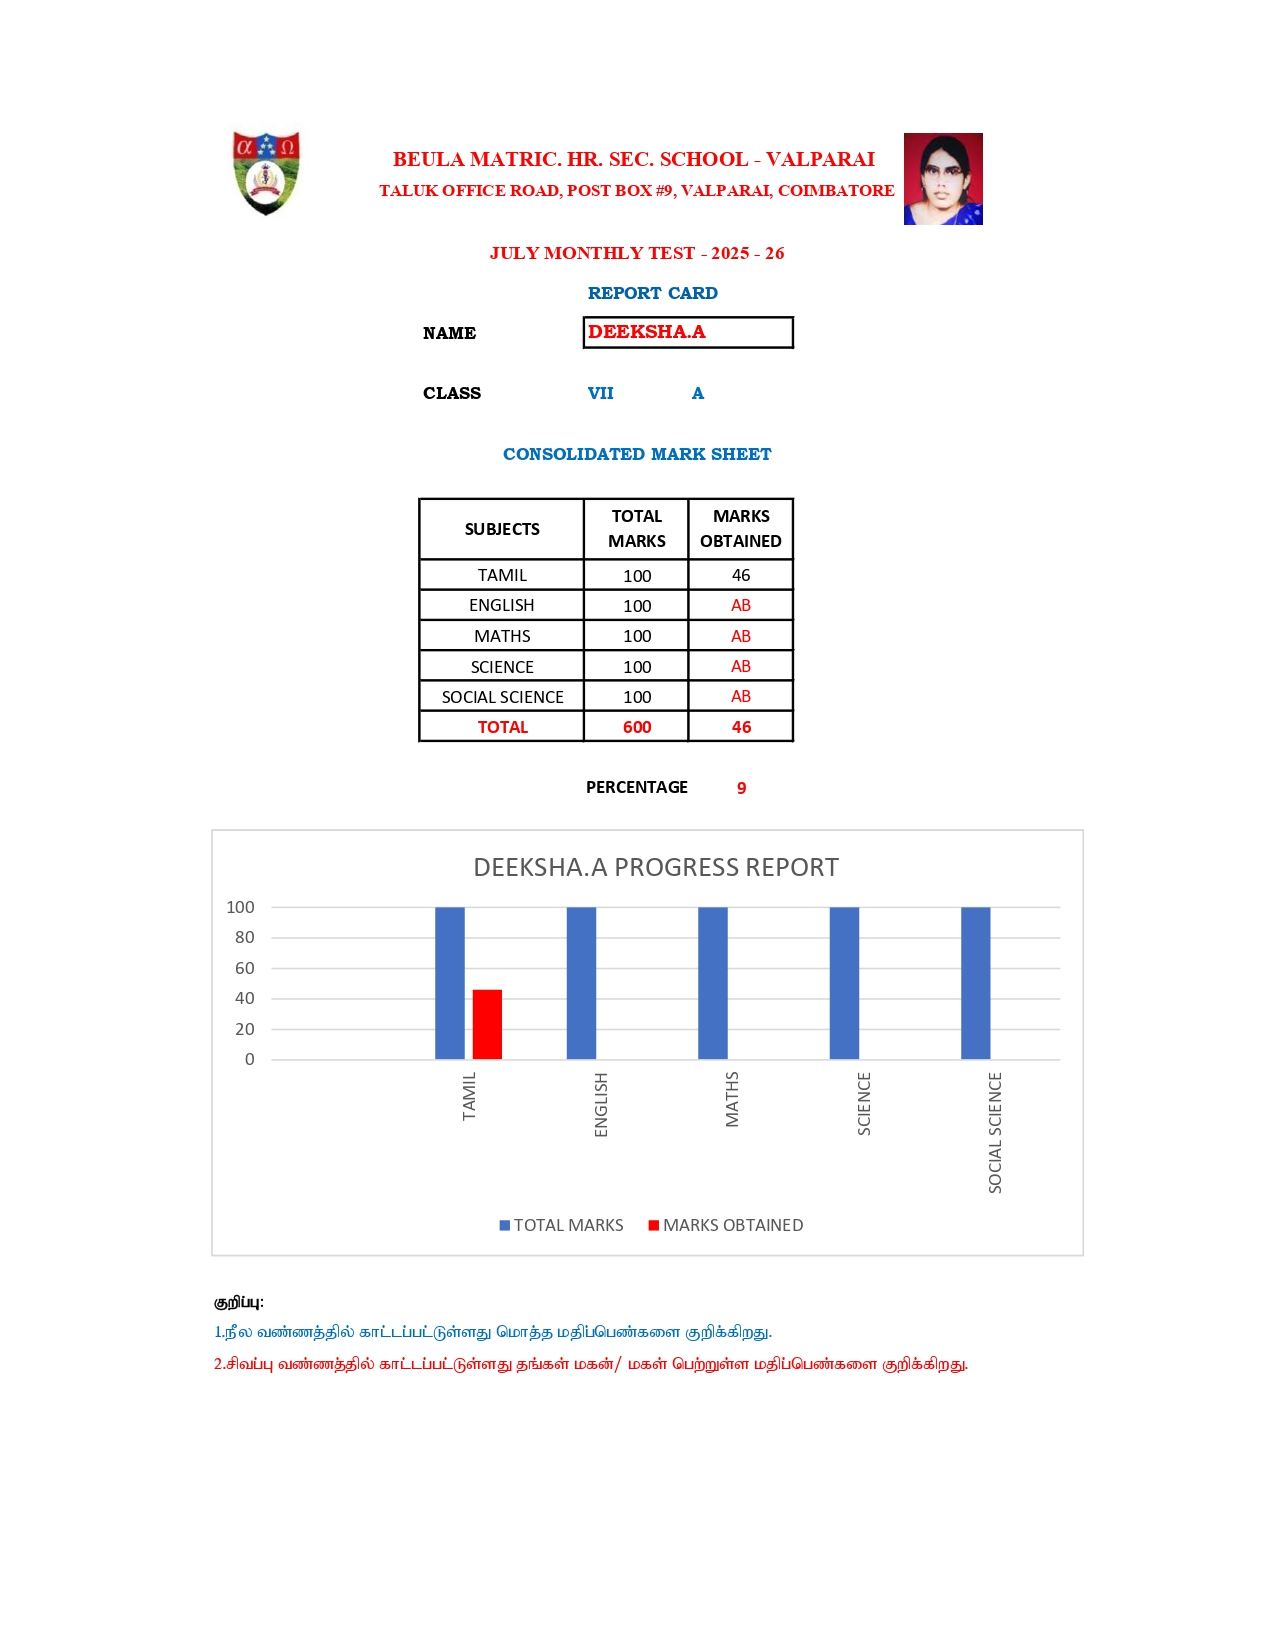 α Ω
BEULA MATRIC. HR. SEC. SCHOOL - VALPARAI
TALUK OFFICE ROAD, POST BOX #9, VALPARAI, COIMBATORE
JULY MONTHLY TEST - 2025 - 26
REPORT CARD
NAME DEEKSHA.A
CLASS VII A
CONSOLIDATED MARK SHEET
SUBJECTS TOTAL MARKS MARKS OBTAINED
TAMIL 100 46
ENGLISH 100 AB
MATHS 100 AB
SCIENCE 100 AB
SOCIAL SCIENCE 100 AB
TOTAL 600 46
PERCENTAGE 9
DEEKSHA.A PROGRESS REPORT
100
80
60
40
20
0
TAMIL ENGLISH MATHS SCIENCE SOCIAL SCIENCE
TOTAL MARKS MARKS OBTAINED
குறிப்பு:
1.நீல வண்ணத்தில் காட்டப்பட்டுள்ளது மொத்த மதிப்பெண்களை குறிக்கிறது.
2.சிவப்பு வண்ணத்தில் காட்டப்பட்டுள்ளது தங்கள் மகன்/ மகள் பெற்றுள்ள மதிப்பெண்களை குறிக்கிறது.